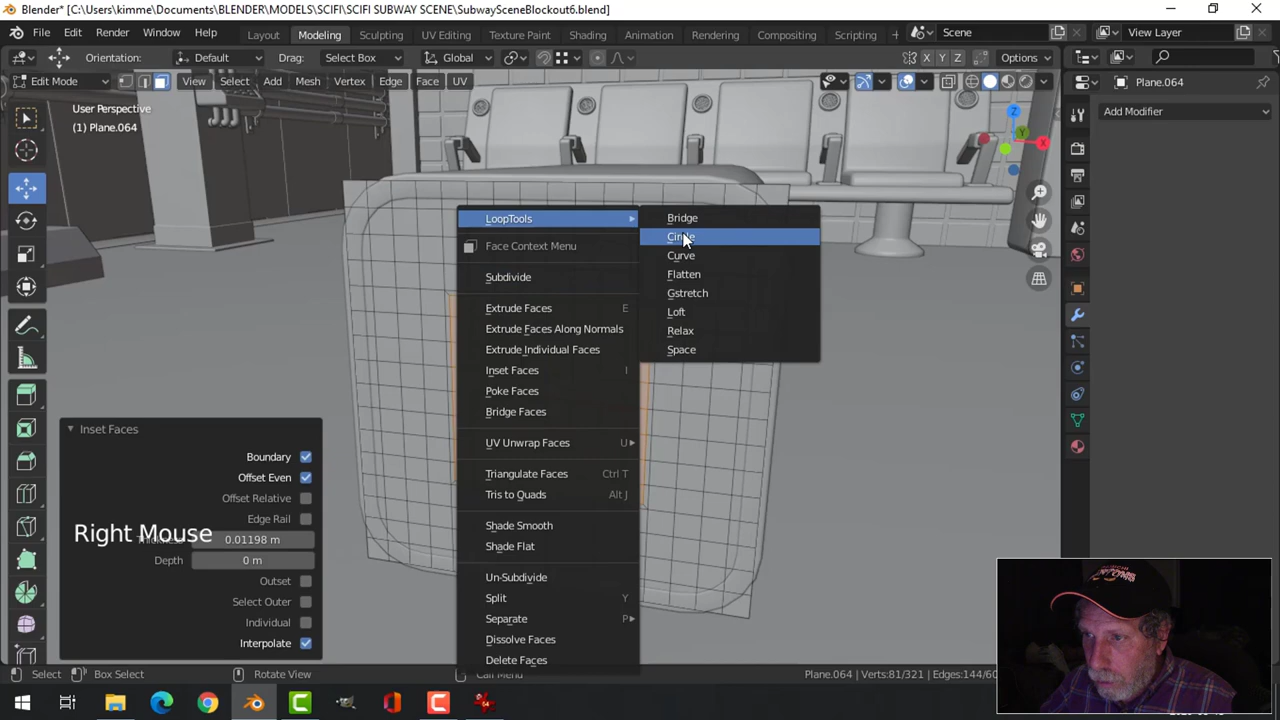 Blender* [C:\Users\kimme\Documents\BLENDER\MODELS\SCIFI\SCIFI SUBWAY SCENE\SubwaySceneBlockout6.blend]
File Edit Render Window Help Layout Modeling Sculpting UV Editing Texture Paint Shading Animation Rendering Compositing Scripting Scene View Layer
Orientation: Default Drag: Select Box Global X Y Z Options
Edit Mode View Select Add Mesh Vertex Edge Face UV Plane.064
User Perspective
(1) Plane.064
Add Modifier
Z
Y
X
LoopTools
Face Context Menu
Subdivide
Extrude Faces E
Extrude Faces Along Normals
Extrude Individual Faces
Inset Faces I
Poke Faces
Bridge Faces
UV Unwrap Faces U
Triangulate Faces Ctrl T
Tris to Quads Alt J
Shade Smooth
Shade Flat
Un-Subdivide
Split Y
Separate P
Dissolve Faces
Delete Faces
Bridge
Circle
Curve
Flatten
Gstretch
Loft
Relax
Space
Inset Faces
Boundary
Offset Even
Offset Relative
Edge Rail
Thickness 0.01198 m
Right Mouse
Depth 0 m
Outset
Select Outer
Individual
Interpolate
Select Box Select Rotate View Call Menu Plane.064 | Verts:81/321 | Edges:144/60